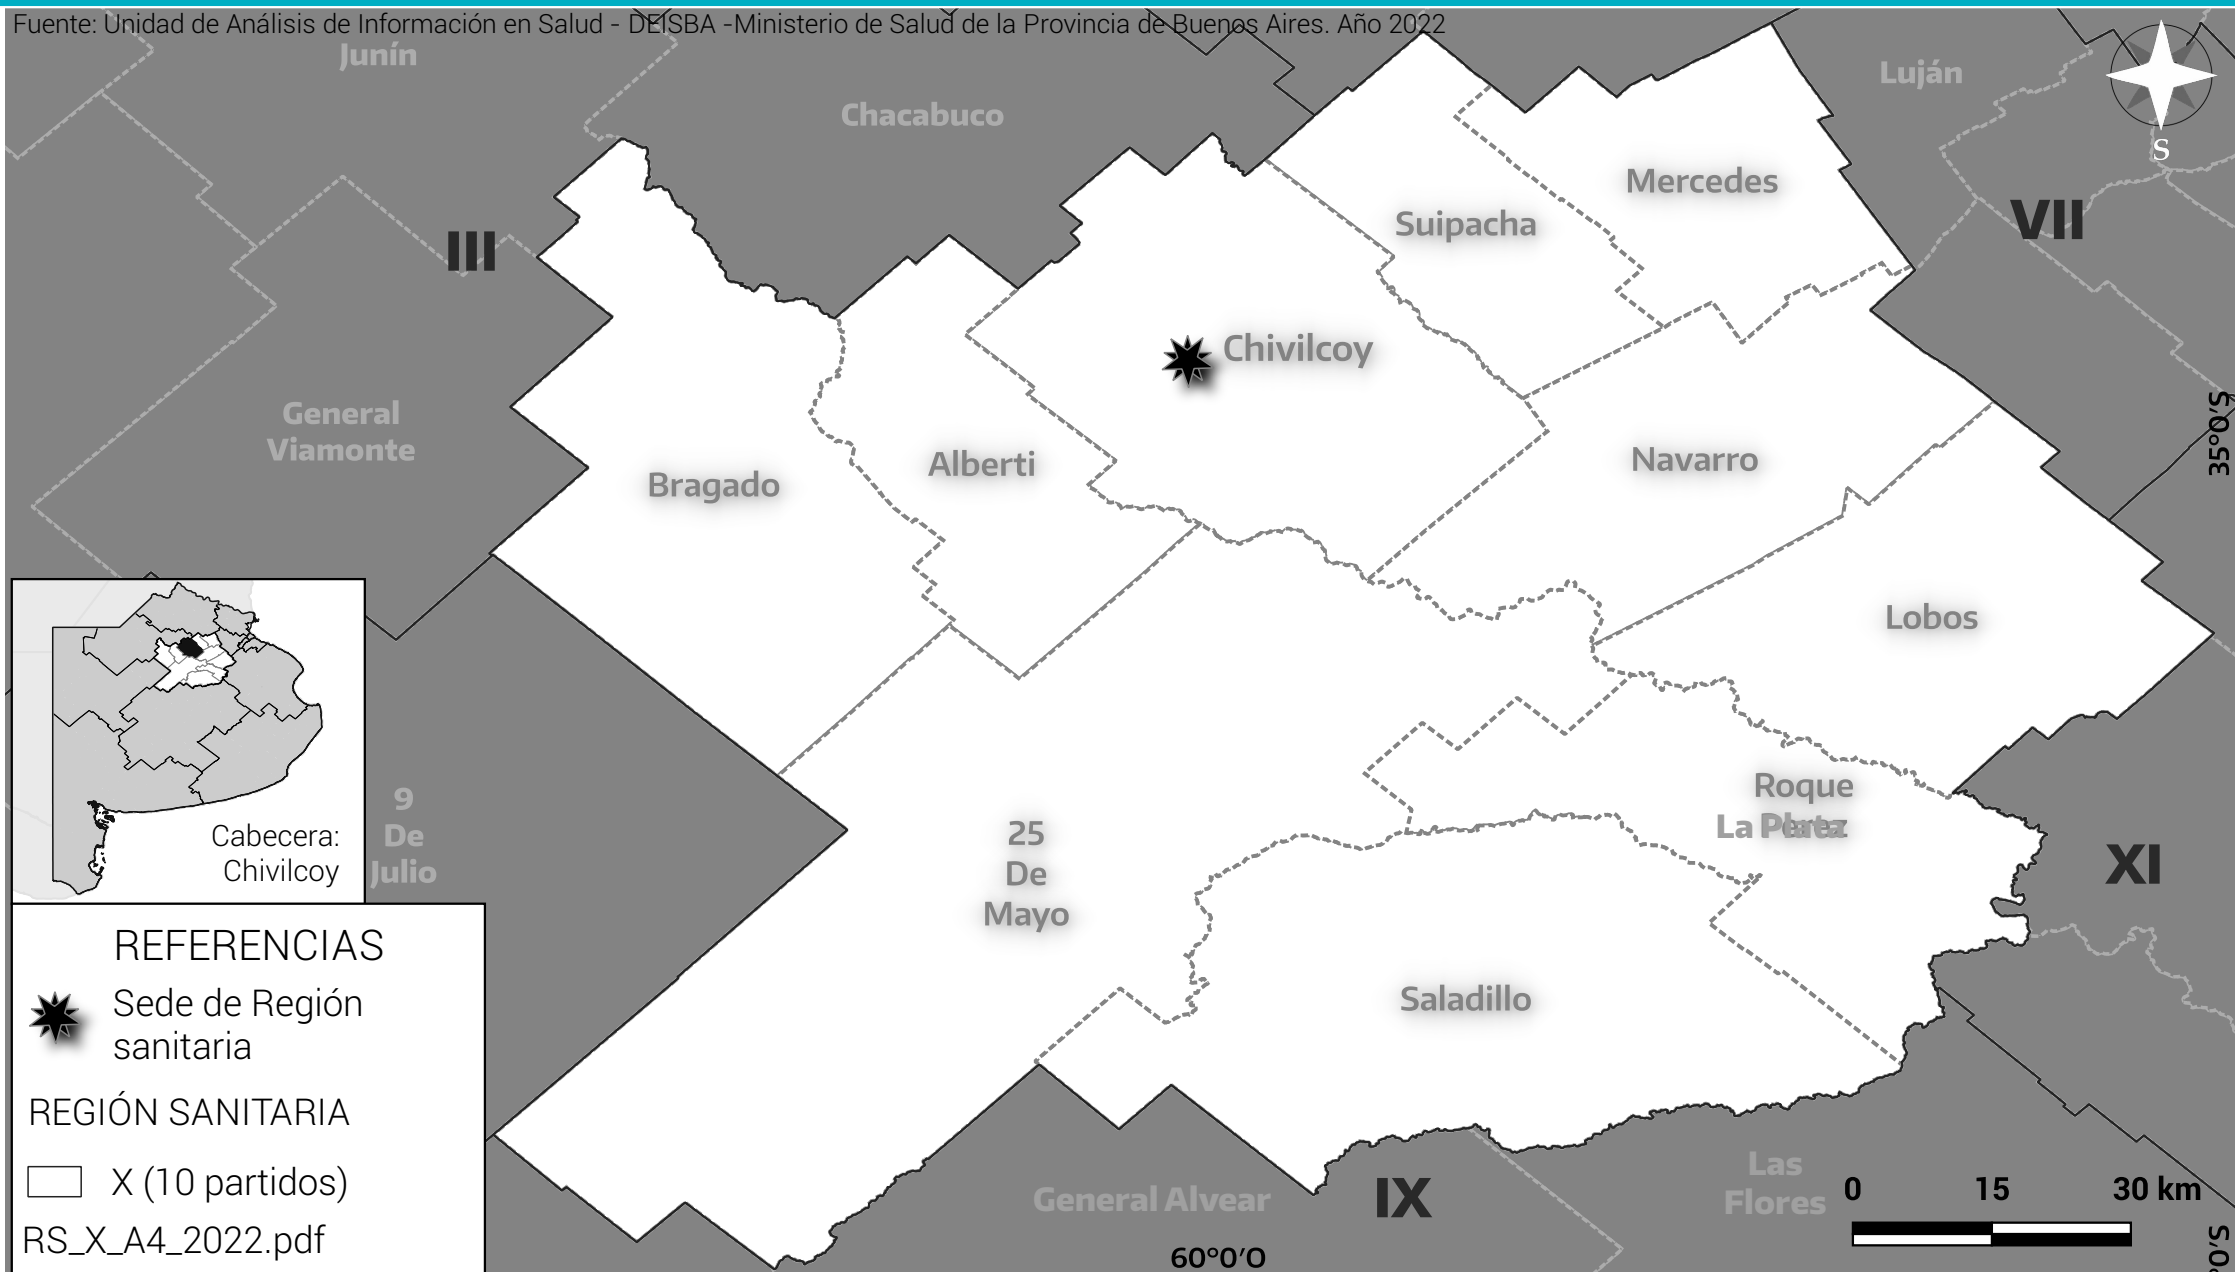 Fuente: Unidad de Análisis de Información en Salud - DEISBA -Ministerio de Salud de la Provincia de Buenos Aires. Año 2022
Junín
Chacabuco
Luján
S
Mercedes
Suipacha
III
VII
Chivilcoy
General
Viamonte
35°0'S
Bragado
Alberti
Navarro
Lobos
Cabecera:
Chivilcoy
9
De
Julio
25
De
Mayo
Roque
Perez
La Plata
XI
Saladillo
REFERENCIAS
Sede de Región
sanitaria
REGIÓN SANITARIA
X (10 partidos)
RS_X_A4_2022.pdf
General Alvear
IX
Las
Flores
0 15 30 km
60°0'O
°0'S